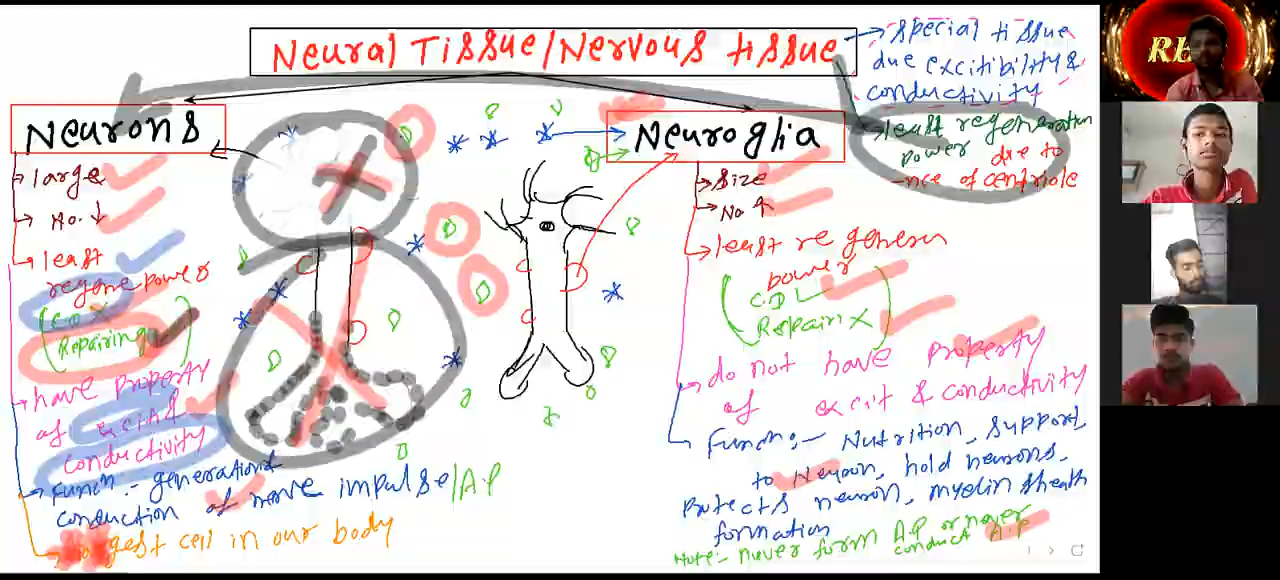 Neural Tissue/Nervous tissue
special tissue
due excitibility &
conductivity
least regeneration
power due to
-nce of centriole
Neurons
large
No. ↓
least
regene power
(C.D X
Repairing
have Property
of &
conductivity
Funcn :- generation &
conduction of nerve impulse/A.P
gest cell in our body
Neuroglia
Size
No ↑
least regenern
power
C.D
Repair X
do not have property
of excit & conductivity
Funcn :- Nutrition, Support,
to Neuron, hold neurons,
Protects neuron, myelin sheath
formation
Note:- never form A.P or never
conduct A.P
R